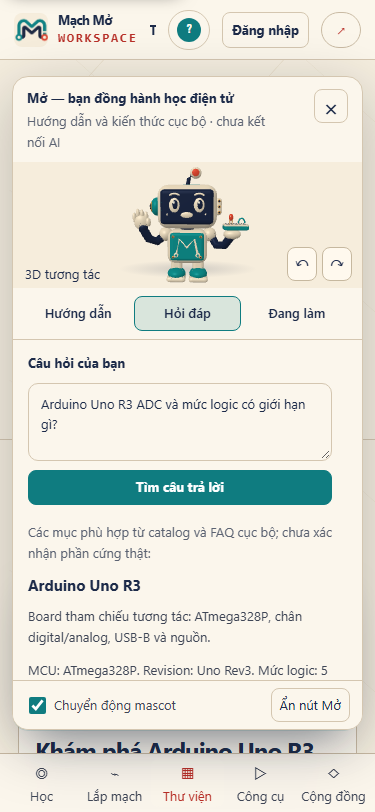 Mạch Mở
WORKSPACE
T
?
Đăng nhập
↗
Mở — bạn đồng hành học điện tử
Hướng dẫn và kiến thức cục bộ · chưa kết
nối AI
×
3D tương tác
↶
↷
Hướng dẫn
Hỏi đáp
Đang làm
Câu hỏi của bạn
Arduino Uno R3 ADC và mức logic có giới hạn
gì?
Tìm câu trả lời
Các mục phù hợp từ catalog và FAQ cục bộ; chưa xác
nhận phần cứng thật:
Arduino Uno R3
Board tham chiếu tương tác: ATmega328P, chân
digital/analog, USB-B và nguồn.
MCU: ATmega328P. Revision: Uno Rev3. Mức logic: 5
Chuyển động mascot
Ẩn nút Mở
Khám phá Arduino Uno R3
Học
Lắp mạch
Thư viện
Công cụ
Cộng đồng